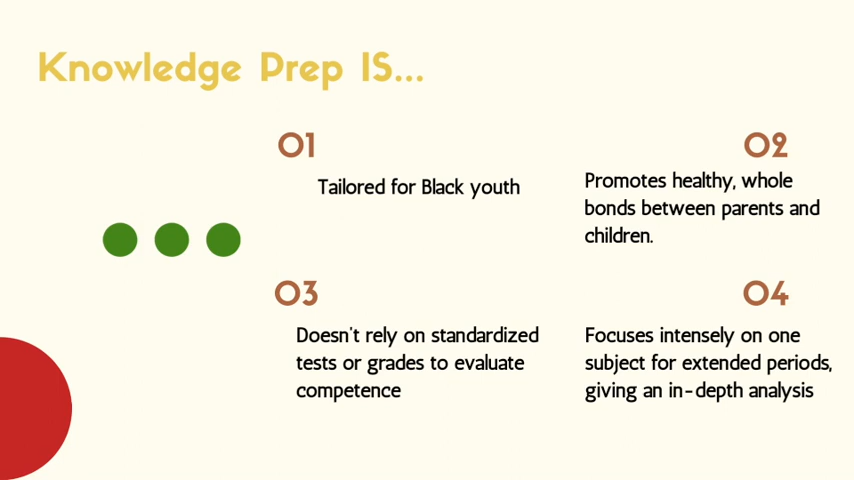 Knowledge Prep IS...
01
Tailored for Black youth
02
Promotes healthy, whole
bonds between parents and
children.
03
Doesn't rely on standardized
tests or grades to evaluate
competence
04
Focuses intensely on one
subject for extended periods,
giving an in-depth analysis